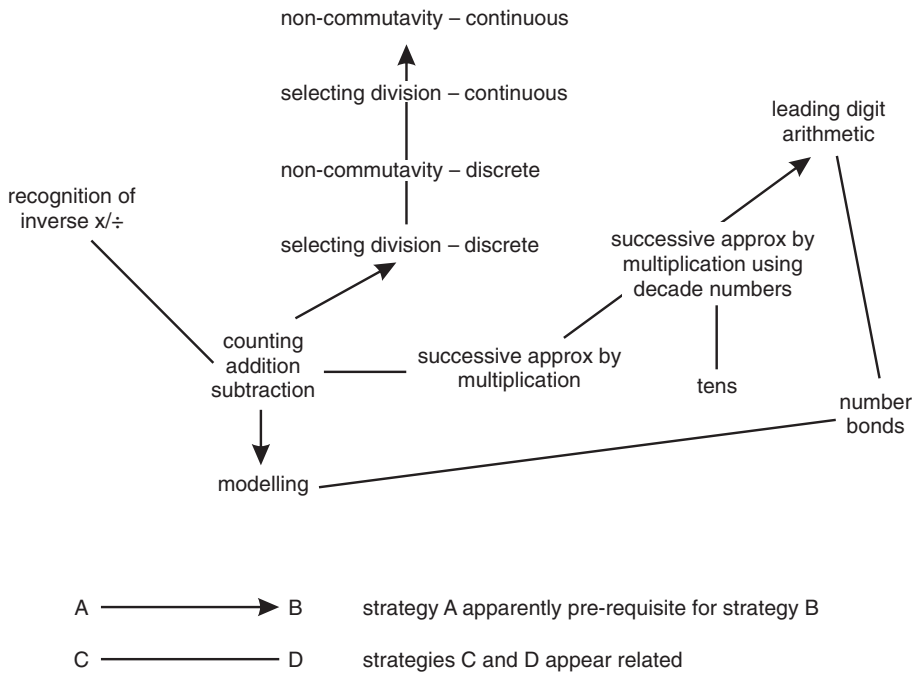 non-commutavity – continuous
selecting division – continuous
leading digit
arithmetic
non-commutavity – discrete
recognition of
inverse x/÷
selecting division – discrete
successive approx by
multiplication using
decade numbers
counting
addition
subtraction
successive approx by
multiplication
tens
number
bonds
modelling
A B strategy A apparently pre-requisite for strategy B
C D strategies C and D appear related